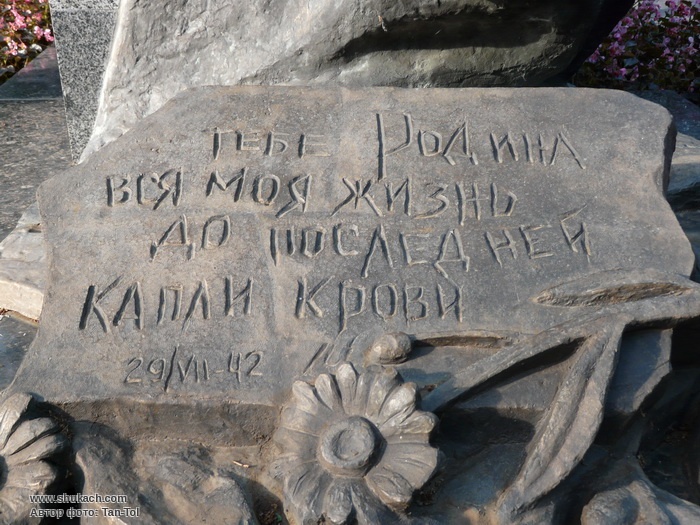 ТЕБЕ РОДИНА
ВСЯ МОЯ ЖИЗНЬ
ДО ПОСЛЕДНЕЙ
КАПЛИ КРОВИ
29/VII-42
www.shukach.com
Автор фото: Tan-Tol